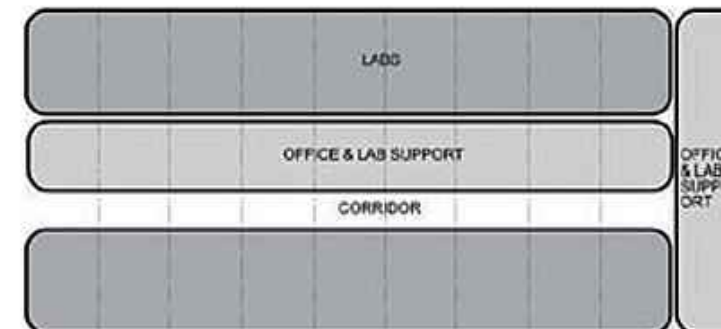 LABS
OFFICE & LAB SUPPORT
CORRIDOR
OFFIC
& LAB
SUPP
ORT